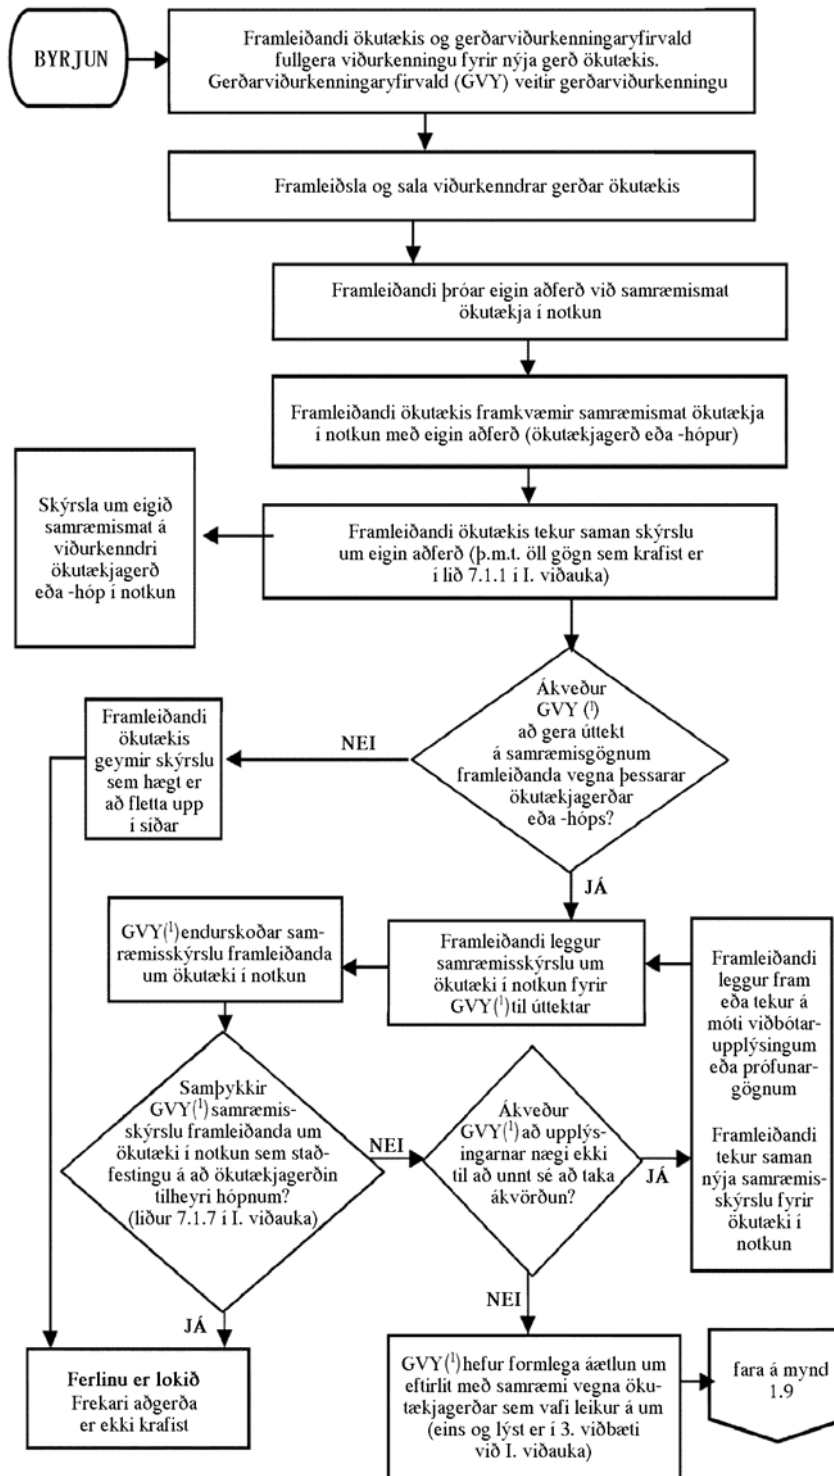 BYRJUN
Framleiðandi ökutækis og gerðarviðurkenningaryfirvald
fullgera viðurkenningu fyrir nýja gerð ökutækis.
Gerðarviðurkenningaryfirvald (GVY) veitir gerðarviðurkenningu
Framleiðsla og sala viðurkenndrar gerðar ökutækis
Framleiðandi þróar eigin aðferð við samræmismat
ökutækja í notkun
Framleiðandi ökutækis framkvæmir samræmismat ökutækja
í notkun með eigin aðferð (ökutækjagerð eða -hópur)
Skýrsla um eigið
samræmismat á
viðurkenndri
ökutækjagerð
eða -hóp í notkun
Framleiðandi ökutækis tekur saman skýrslu
um eigin aðferð (þ.m.t. öll gögn sem krafist er
í lið 7.1.1 í I. viðauka)
Ákveður
GVY (¹)
að gera úttekt
á samræmisgögnum
framleiðanda vegna þessarar
ökutækjagerðar
eða -hóps?
NEI
Framleiðandi
ökutækis
geymir skýrslu
sem hægt er
að fletta upp
í síðar
JÁ
GVY(¹) endurskoðar sam-
ræmisskýrslu framleiðanda
um ökutæki í notkun
Framleiðandi leggur
samræmisskýrslu um
ökutæki í notkun fyrir
GVY(¹) til úttektar
Framleiðandi
leggur fram
eða tekur á
móti viðbótar-
upplýsingum
eða prófunar-
gögnum
Framleiðandi
tekur saman
nýja samræmis-
skýrslu fyrir
ökutæki í
notkun
Samþykkir
GVY(¹) samræmis-
skýrslu framleiðanda um
ökutæki í notkun sem stað-
festingu á að ökutækjagerðin
tilheyri hópnum?
(liður 7.1.7 í I. viðauka)
NEI
Ákveður
GVY(¹) að upplýs-
ingarnar nægi ekki
til að unnt sé að taka
ákvörðun?
JÁ
NEI
JÁ
Ferlinu er lokið
Frekari aðgerða
er ekki krafist
GVY(¹) hefur formlega áætlun um
eftirlit með samræmi vegna öku-
tækjagerðar sem vafi leikur á um
(eins og lýst er í 3. viðbæti
við I. viðauka)
fara á mynd
1.9